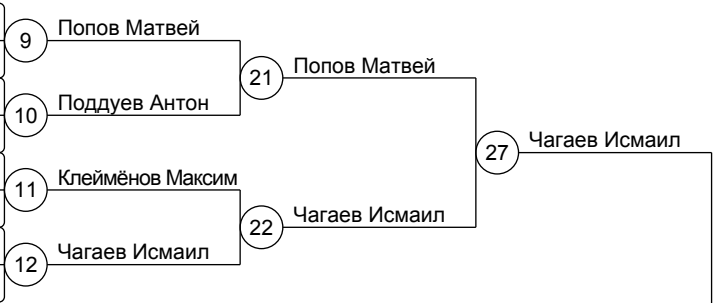 Попов Матвей
9
Попов Матвей
21
Поддуев Антон
10
Чагаев Исмаил
27
Клеймёнов Максим
11
Чагаев Исмаил
22
Чагаев Исмаил
12